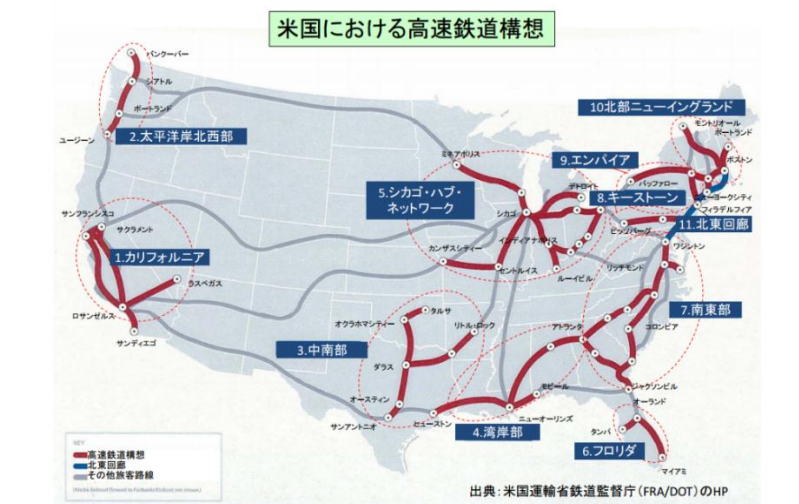 米国における高速鉄道構想
バンクーバー
シアトル
ポートランド
ユージーン
2.太平洋岸北西部
10北部ニューイングランド
モントリオール
ポートランド
ボストン
9.エンパイア
ミネアポリス
5.シカゴ・ハブ・
ネットワーク
デトロイト
バッファロー
8.キーストーン
ニューヨークシティ
フィラデルフィア
11.北東回廊
シカゴ
ピッツバーグ
ワシントン
サンフランシスコ
サクラメント
1.カリフォルニア
ラスベガス
ロサンゼルス
サンディエゴ
カンザスシティー
インディアナポリス
セントルイス
ルーイビル
リッチモンド
7.南東部
タルサ
オクラホマシティー
リトル・ロック
3.中南部
アトランタ
コロンビア
ダラス
オースティン
サンアントニオ
ヒューストン
4.湾岸部
モビール
ニューオーリンズ
ジャクソンビル
オーランド
タンパ
6.フロリダ
マイアミ
KEY
高速鉄道構想
北東回廊
その他旅客路線
出典：米国運輸省鉄道監督庁（FRA/DOT）のHP